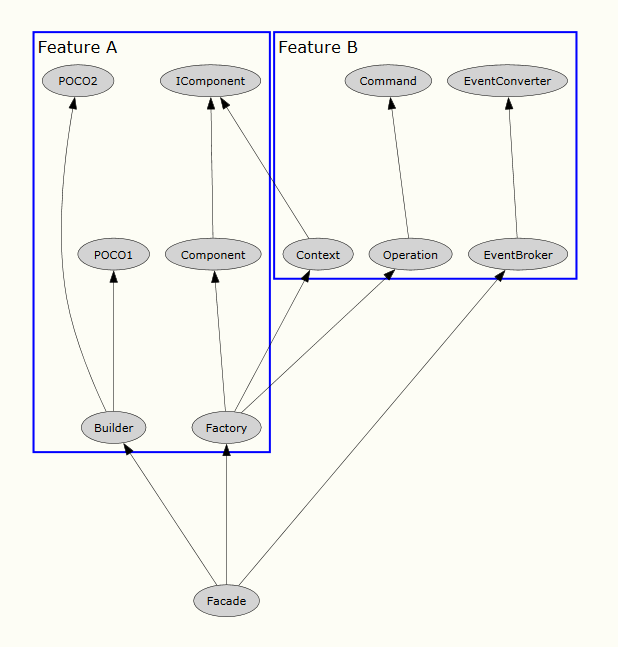 Feature A
Feature B
POCO2
IComponent
Command
EventConverter
POCO1
Component
Context
Operation
EventBroker
Builder
Factory
Facade